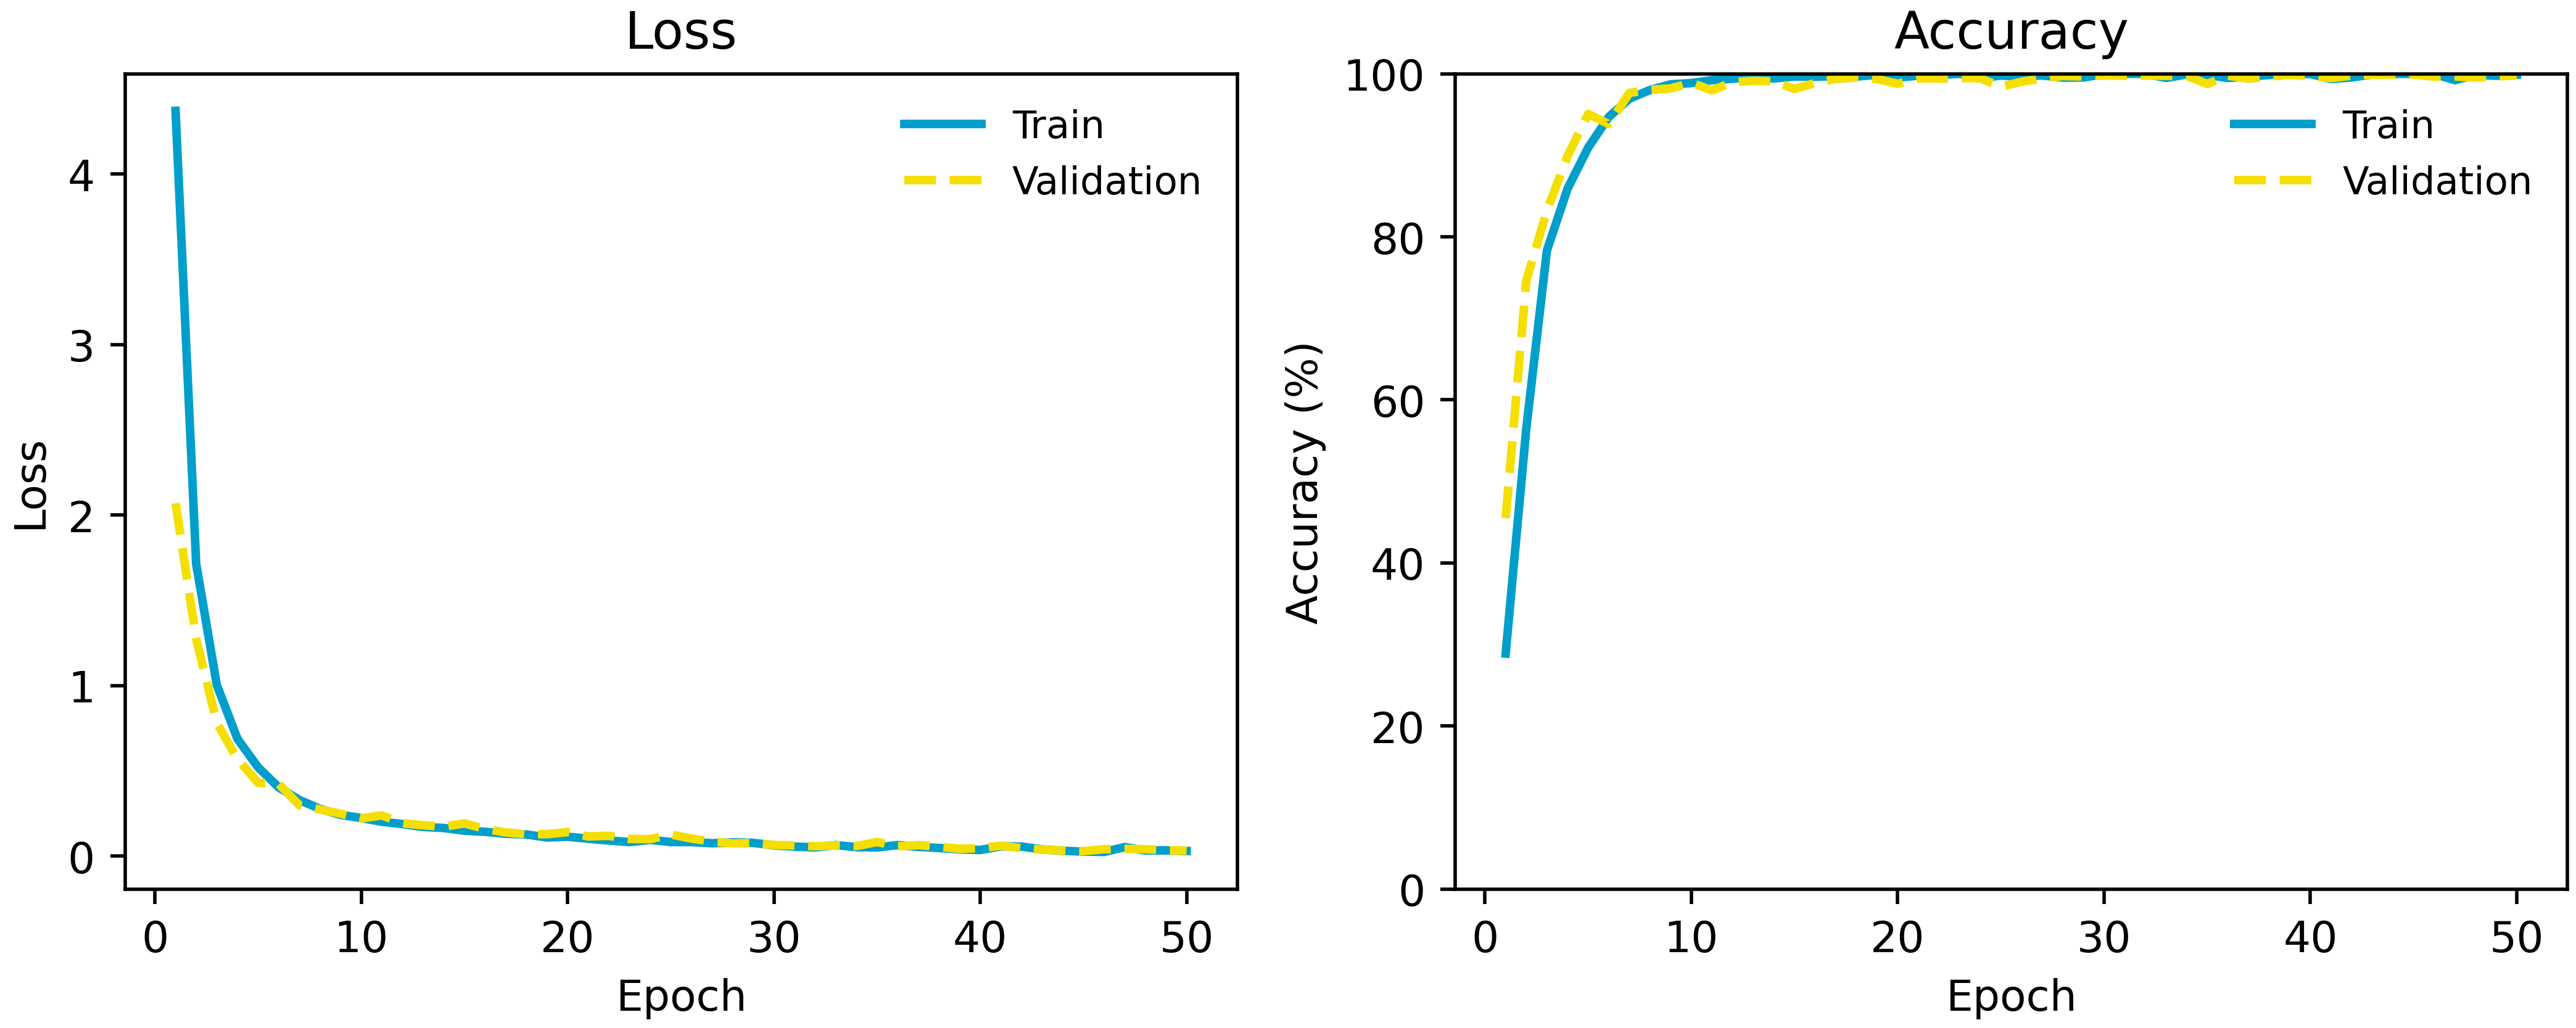 Loss
Loss
4
3
2
1
0
0 10 20 30 40 50
Epoch
Train
Validation
Accuracy
Accuracy (%)
100
80
60
40
20
0
0 10 20 30 40 50
Epoch
Train
Validation